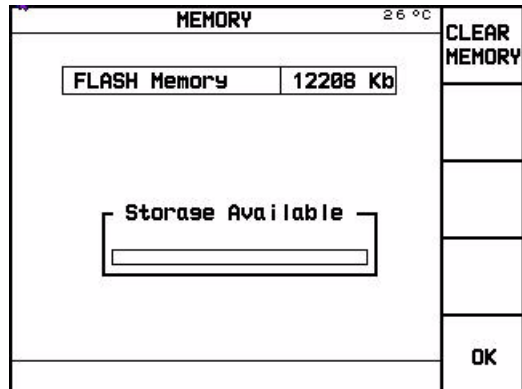 MEMORY
26 °C
CLEAR
MEMORY
FLASH Memory 12208 Kb
Storage Available
OK